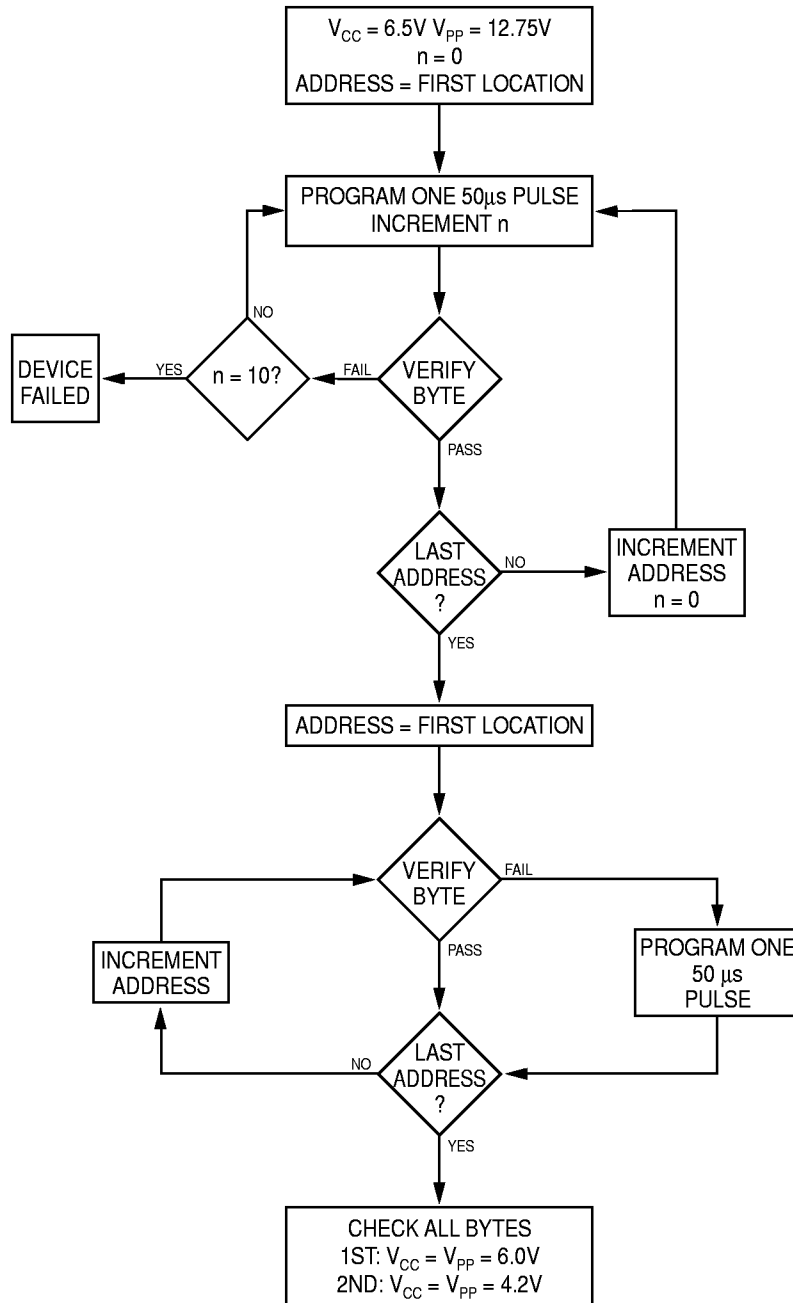 VCC = 6.5V VPP = 12.75V
n = 0
ADDRESS = FIRST LOCATION
PROGRAM ONE 50μs PULSE
INCREMENT n
NO
DEVICE
FAILED
YES
n = 10?
FAIL
VERIFY
BYTE
PASS
LAST
ADDRESS
?
NO
INCREMENT
ADDRESS
n = 0
YES
ADDRESS = FIRST LOCATION
VERIFY
BYTE
FAIL
PASS
INCREMENT
ADDRESS
PROGRAM ONE
50 μs
PULSE
NO
LAST
ADDRESS
?
YES
CHECK ALL BYTES
1ST: VCC = VPP = 6.0V
2ND: VCC = VPP = 4.2V